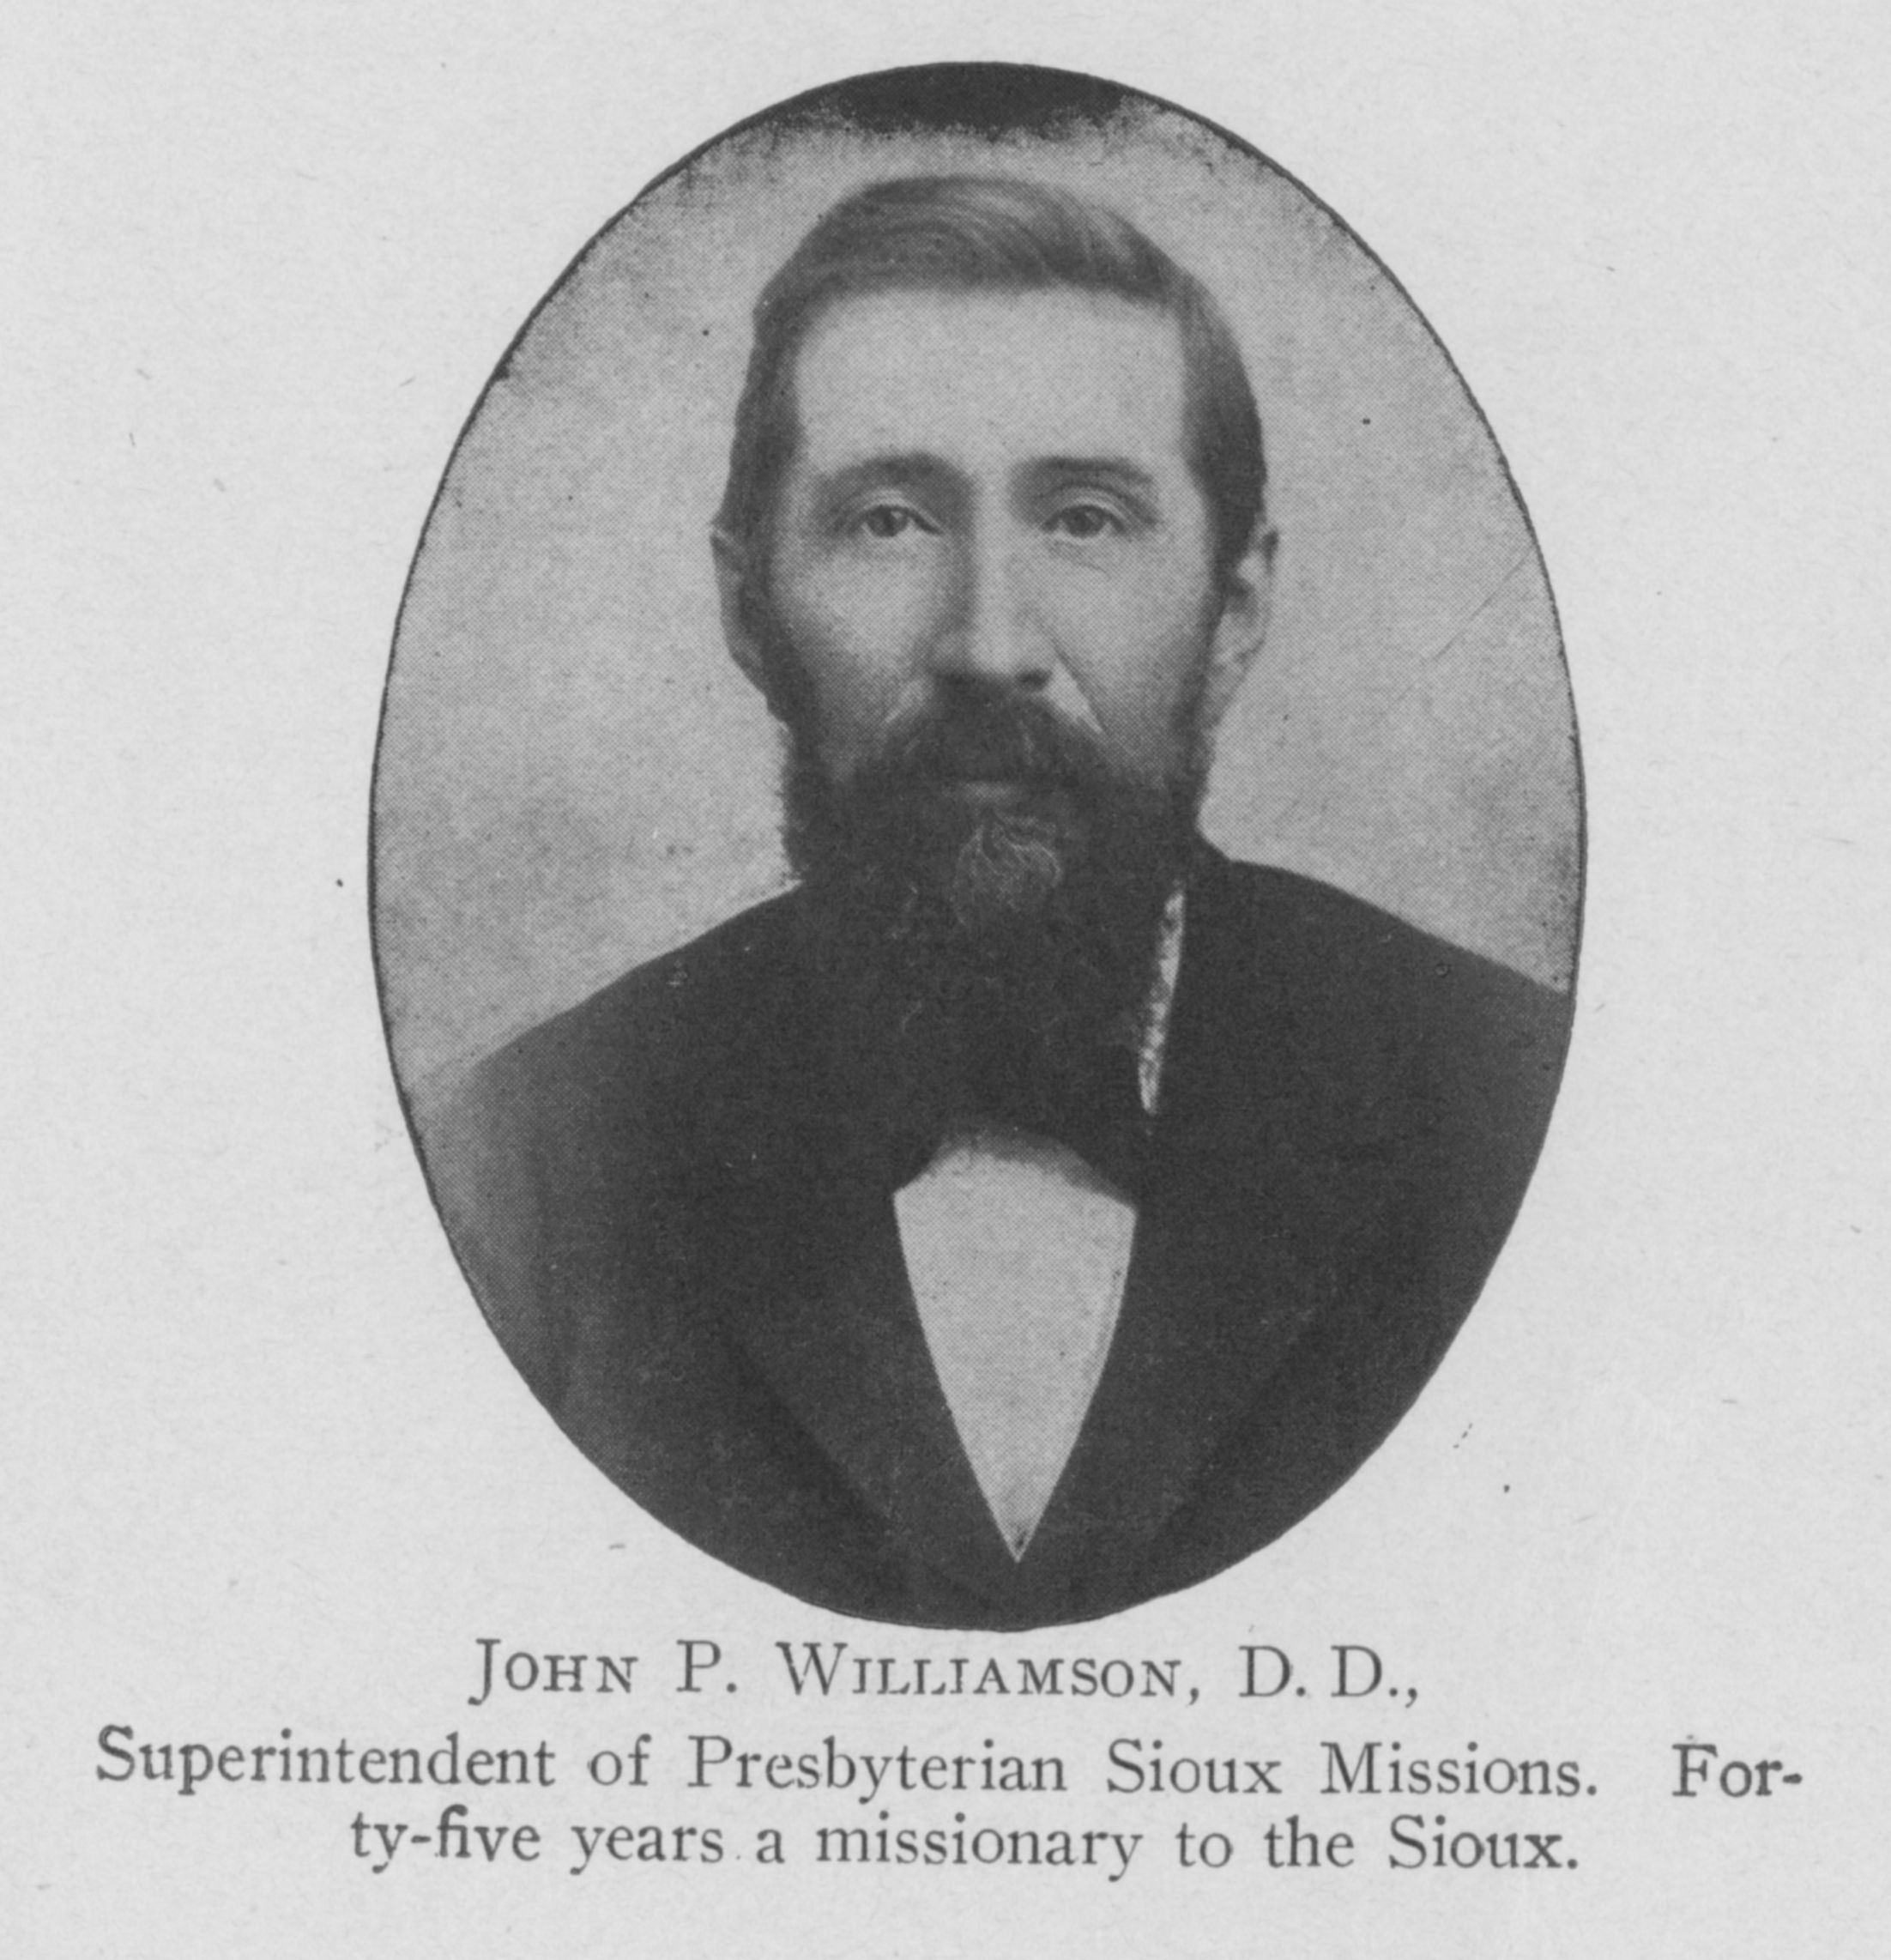 John P. Williamson, D. D.,
Superintendent of Presbyterian Sioux Missions. For-
ty-five years a missionary to the Sioux.